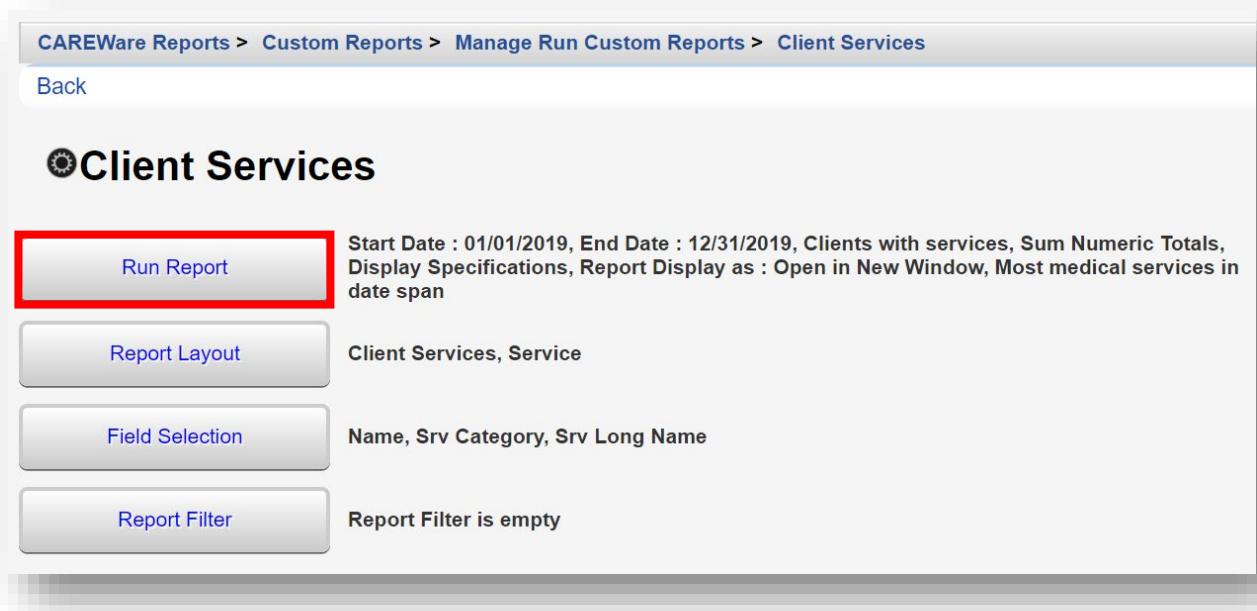 CAREWare Reports > Custom Reports > Manage Run Custom Reports > Client Services
Back
Client Services
Run Report
Start Date : 01/01/2019, End Date : 12/31/2019, Clients with services, Sum Numeric Totals,
Display Specifications, Report Display as : Open in New Window, Most medical services in
date span
Report Layout
Client Services, Service
Field Selection
Name, Srv Category, Srv Long Name
Report Filter
Report Filter is empty